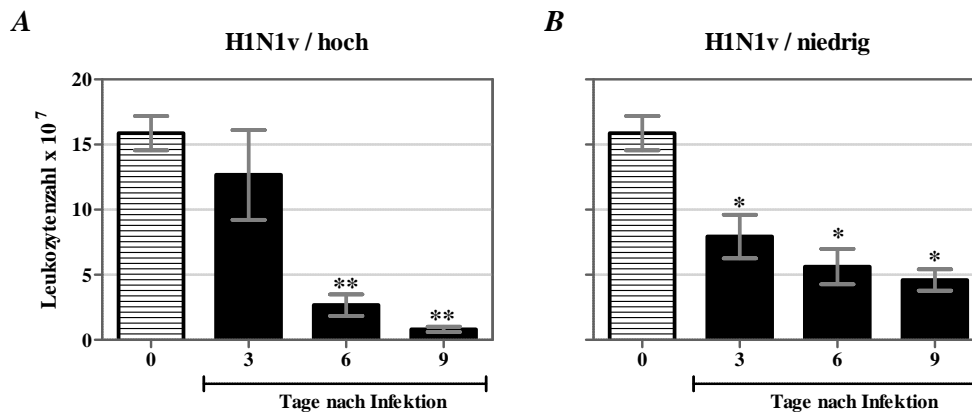 A
H1N1v / hoch
Leukozytenzahl x 10^7
20
15
10
5
0
**
**
0 3 6 9
Tage nach Infektion
B
H1N1v / niedrig
*
*
*
0 3 6 9
Tage nach Infektion